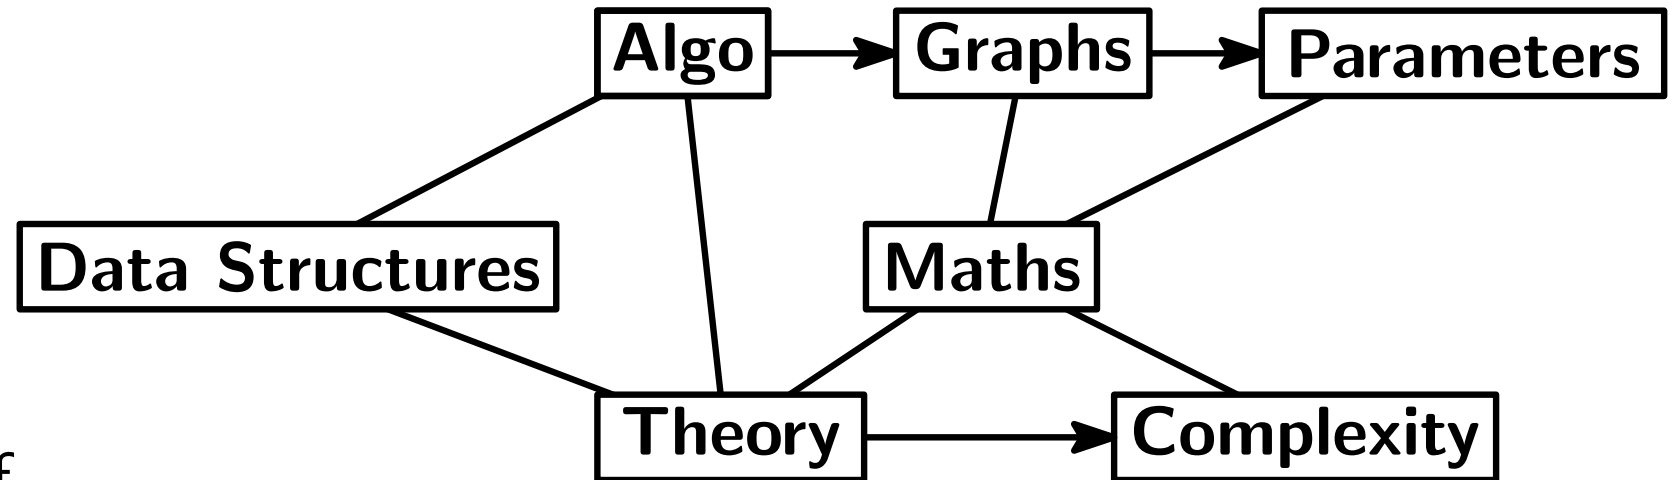 Algo Graphs Parameters
Data Structures Maths
Theory Complexity